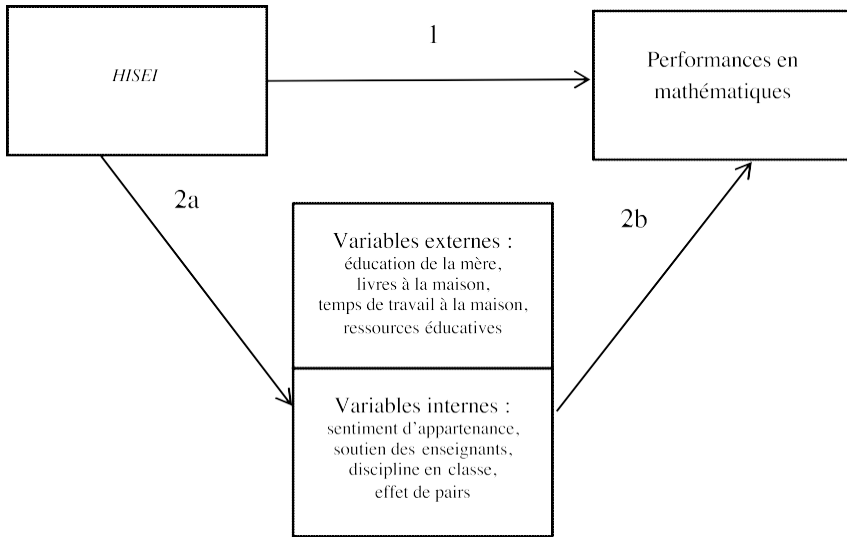 1
HISEI
Performances en
mathématiques
2a
2b
Variables externes :
éducation de la mère,
livres à la maison,
temps de travail à la maison,
ressources éducatives
Variables internes :
sentiment d'appartenance,
soutien des enseignants,
discipline en classe,
effet de pairs